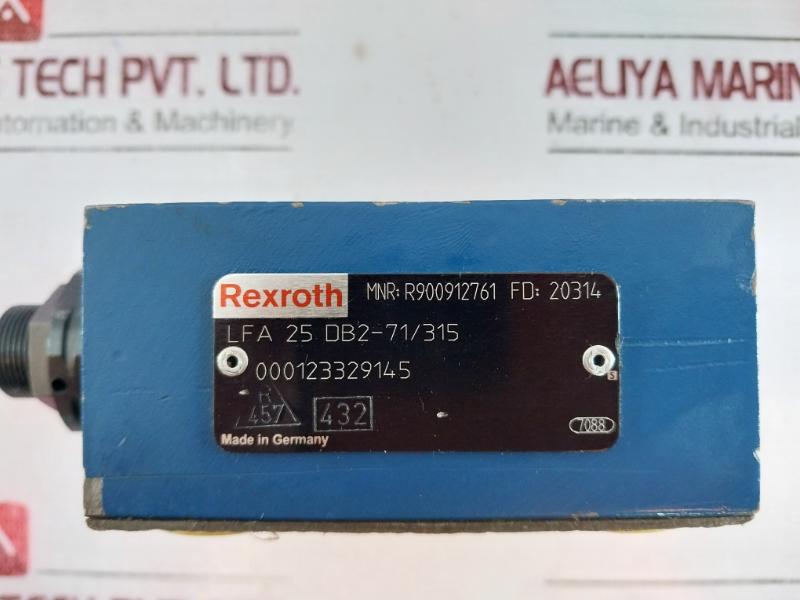 TECH PVT. LTD.
Automation & Machinery
AELIYA MARIN
Marine & Industrial
Rexroth MNR: R900912761 FD: 20314
LFA 25 DB2-71/315
000123329145
R
457
432
7088
Made in Germany
S